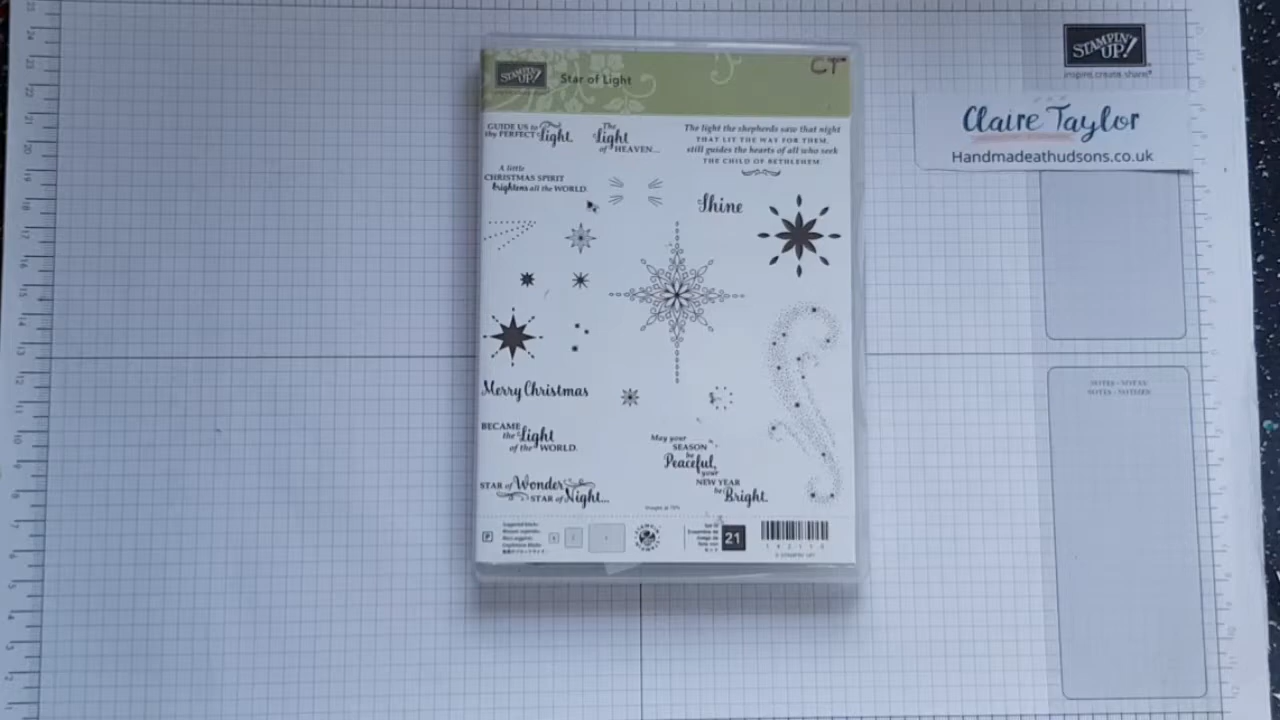 STAMPIN' UP!
Star of Light
CT
GUIDE US to
thy PERFECT Light.
The
Light
of HEAVEN...
The light the shepherds saw that night
THAT LIT THE WAY FOR THEM,
still guides the hearts of all who seek
THE CHILD OF BETHLEHEM.
A little
CHRISTMAS SPIRIT
brightens all the WORLD.
Shine
Merry Christmas
BECAME
the Light
of the WORLD.
May your
SEASON
be
Peaceful,
your
NEW YEAR
be Bright.
STAR of Wonder
STAR of Night...
21
STAMPIN' UP!
inspire.create.share
Claire Taylor
Handmadeathudsons.co.uk